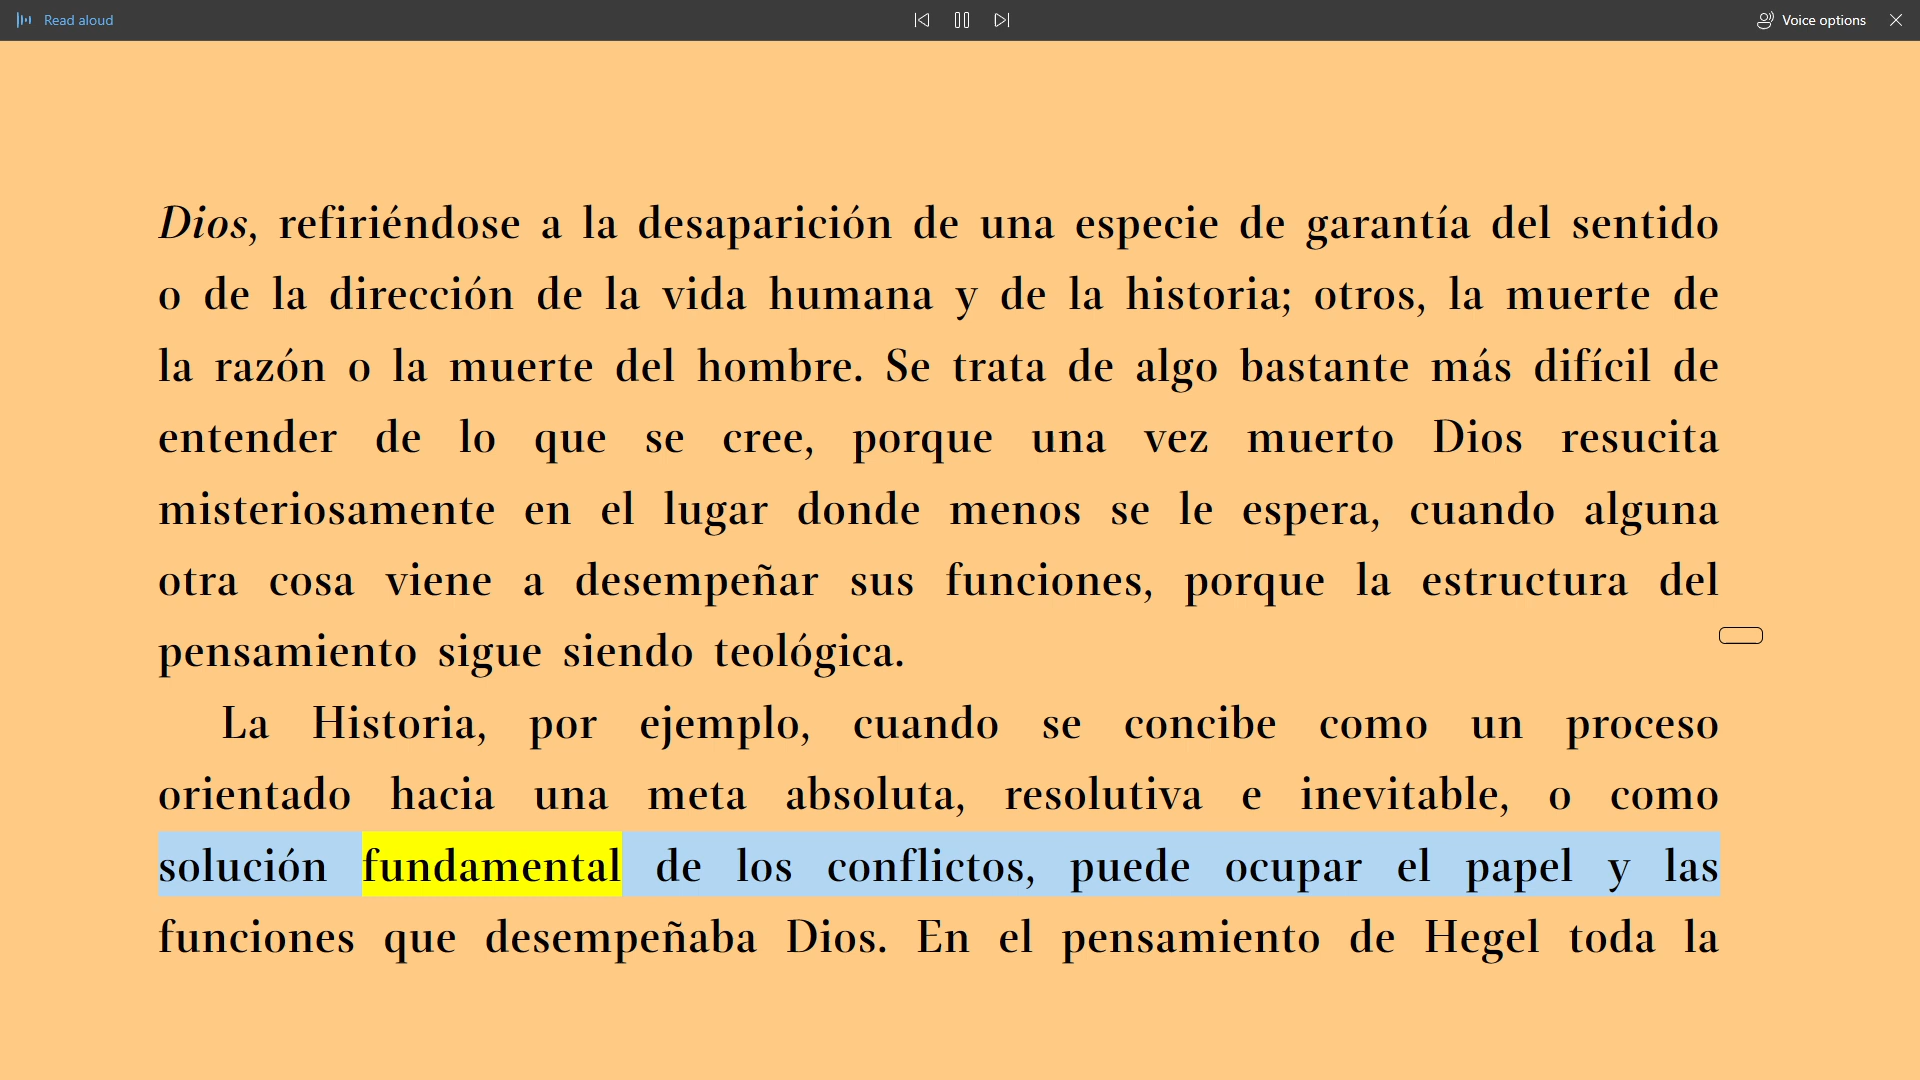 Read aloud
Voice options
Dios, refiriéndose a la desaparición de una especie de garantía del sentido
o de la dirección de la vida humana y de la historia; otros, la muerte de
la razón o la muerte del hombre. Se trata de algo bastante más difícil de
entender de lo que se cree, porque una vez muerto Dios resucita
misteriosamente en el lugar donde menos se le espera, cuando alguna
otra cosa viene a desempeñar sus funciones, porque la estructura del
pensamiento sigue siendo teológica.
La Historia, por ejemplo, cuando se concibe como un proceso
orientado hacia una meta absoluta, resolutiva e inevitable, o como
solución fundamental de los conflictos, puede ocupar el papel y las
funciones que desempeñaba Dios. En el pensamiento de Hegel toda la